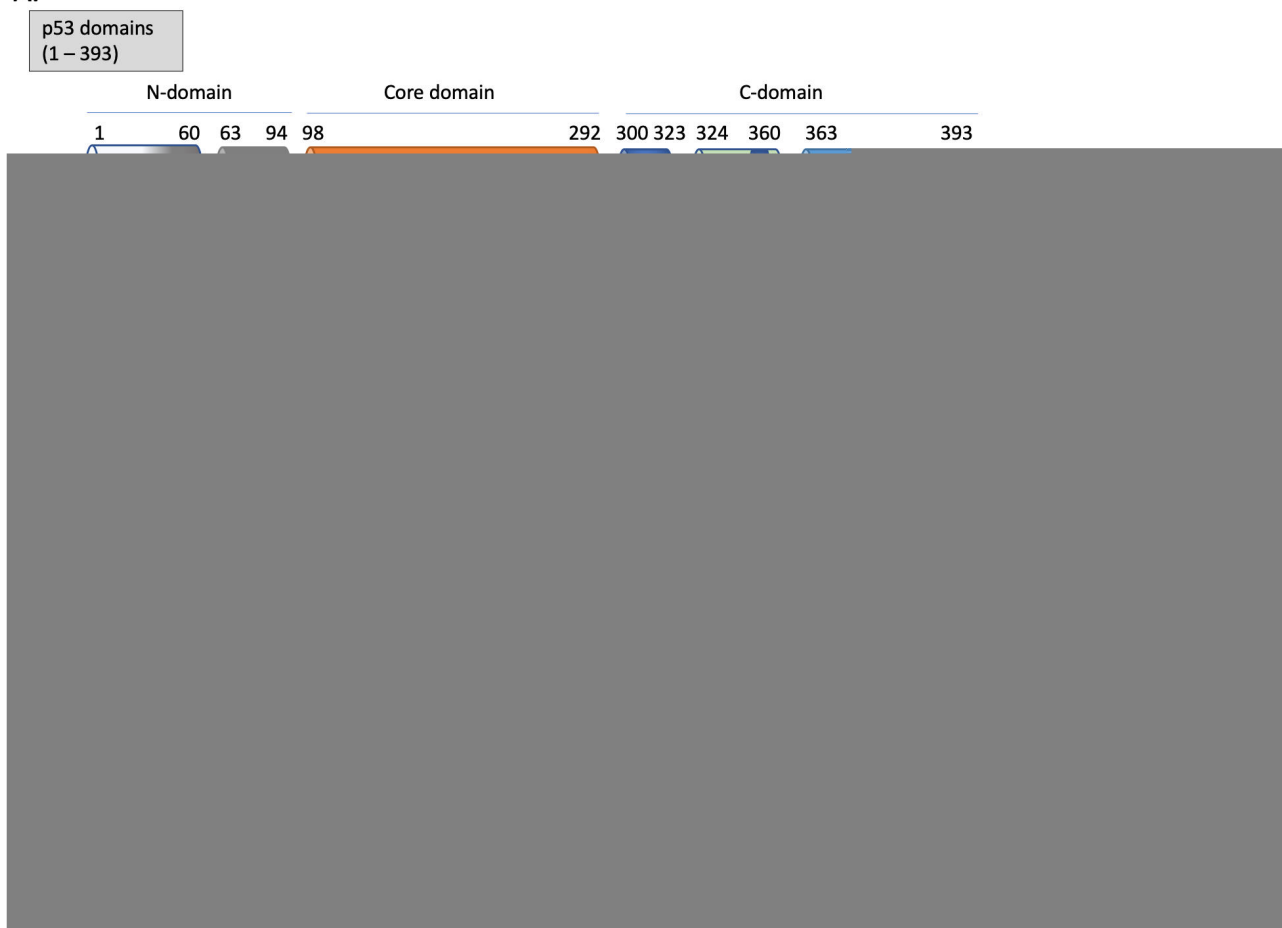 p53 domains
(1 – 393)
N-domain Core domain C-domain
1 60 63 94 98 292 300 323 324 360 363 393